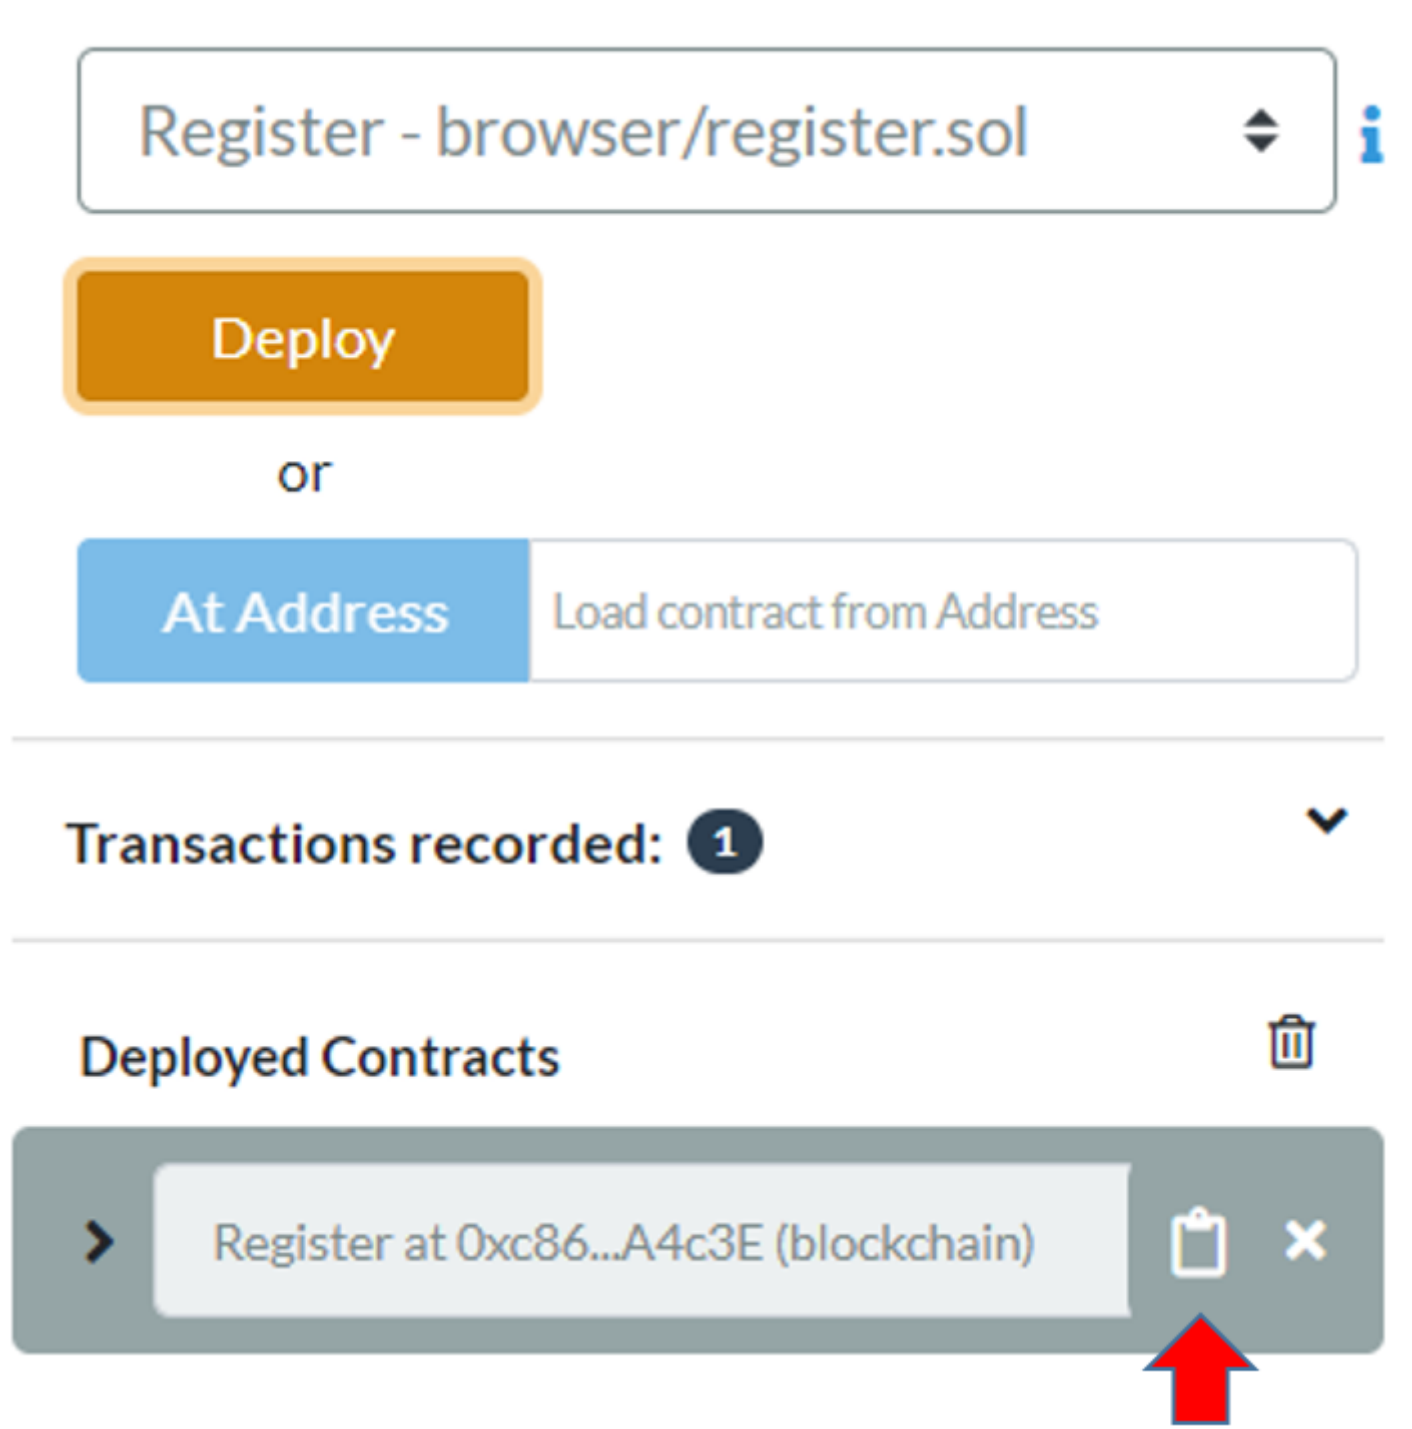 Register - browser/register.sol
Deploy
or
At Address Load contract from Address
Transactions recorded: 1
Deployed Contracts
Register at 0xc86...A4c3E (blockchain)